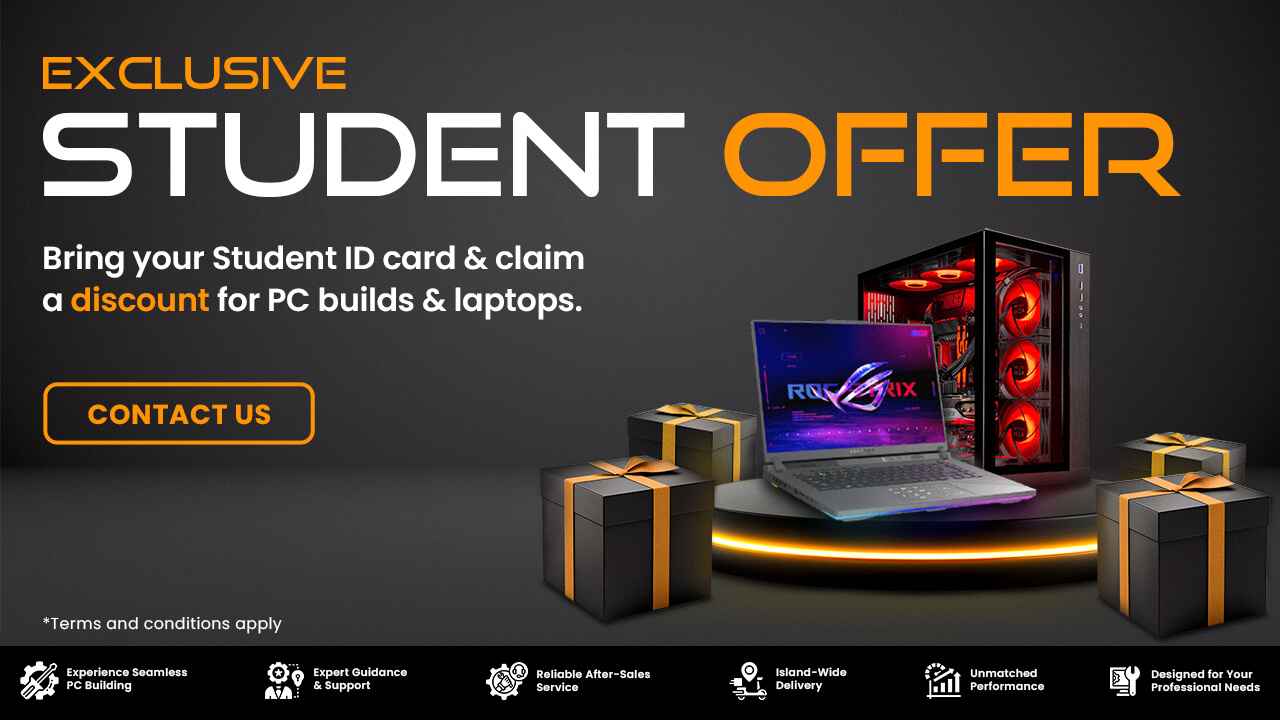 EXCLUSIVE
STUDENT OFFER
Bring your Student ID card & claim
a discount for PC builds & laptops.
CONTACT US
*Terms and conditions apply
Experience Seamless
PC Building
Expert Guidance
& Support
Reliable After-Sales
Service
Island-Wide
Delivery
Unmatched
Performance
Designed for Your
Professional Needs